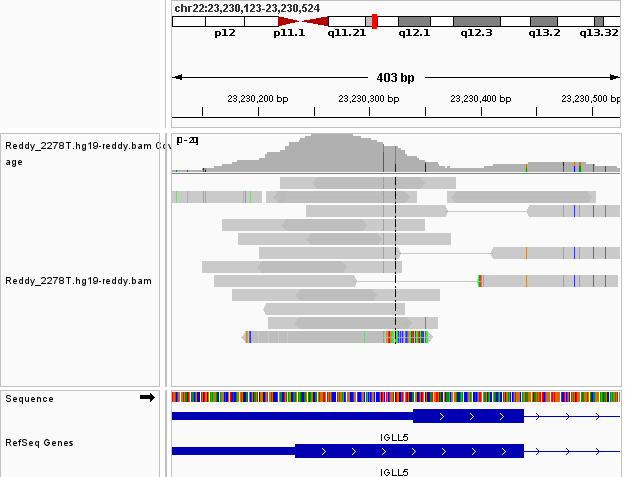 chr22:23,230,123-23,230,524
p12 p11.1 q11.21 q12.1 q12.3 q13.2 q13.32
403 bp
23,230,200 bp 23,230,300 bp 23,230,400 bp 23,230,500 bp
[0-20]
Reddy_2278T.hg19-reddy.bam Cov
age
Reddy_2278T.hg19-reddy.bam
Sequence
IGLL5
RefSeq Genes
IGLL5